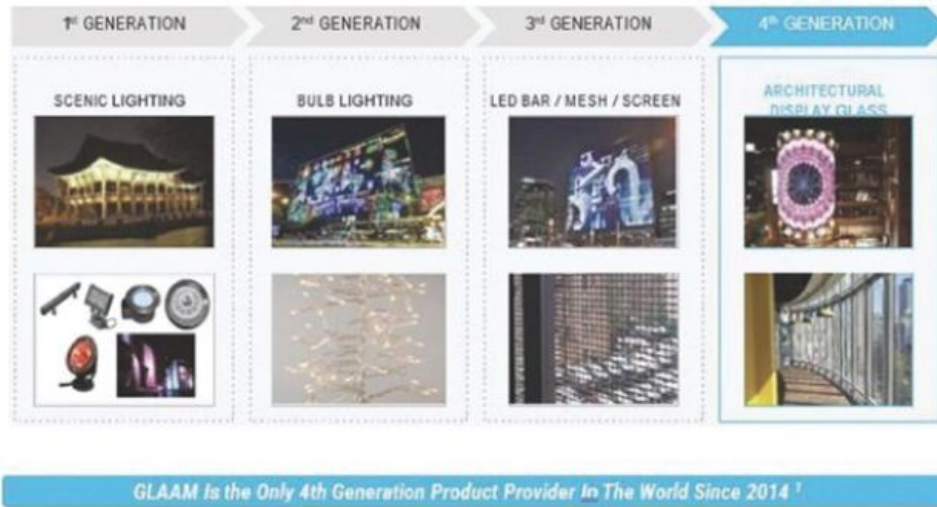 1st GENERATION
2nd GENERATION
3rd GENERATION
4th GENERATION
SCENIC LIGHTING
BULB LIGHTING
LED BAR / MESH / SCREEN
ARCHITECTURAL
DISPLAY GLASS
GLAAM Is the Only 4th Generation Product Provider In The World Since 2014 1